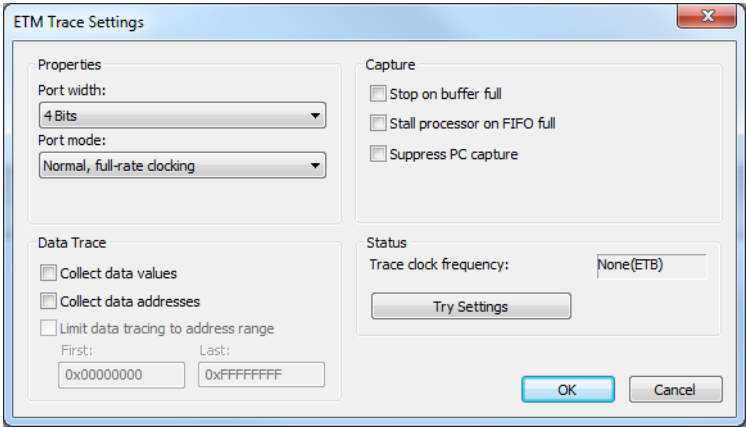 ETM Trace Settings
Properties
Port width:
4 Bits
Port mode:
Normal, full-rate clocking
Capture
Stop on buffer full
Stall processor on FIFO full
Suppress PC capture
Data Trace
Collect data values
Collect data addresses
Limit data tracing to address range
First: Last:
0x00000000 0xFFFFFFFF
Status
Trace clock frequency: None(ETB)
Try Settings
OK Cancel